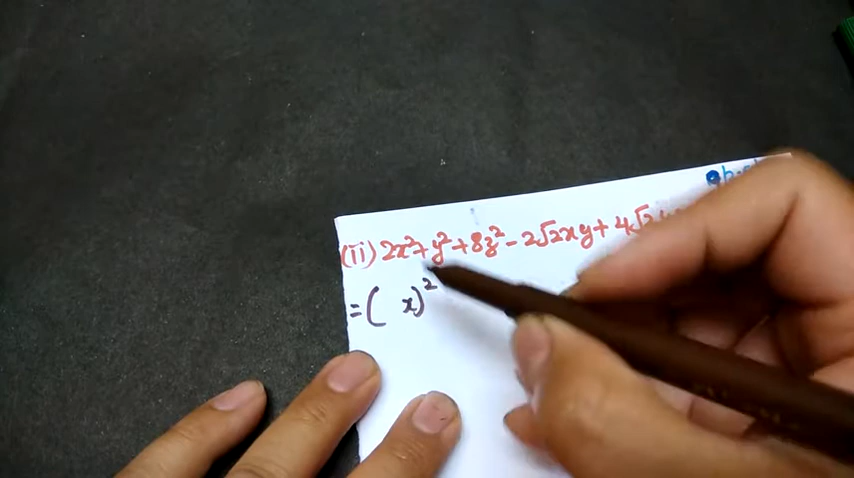 (ii) 2x²+y²+8z²-2√2xy+4√2
=( x)²